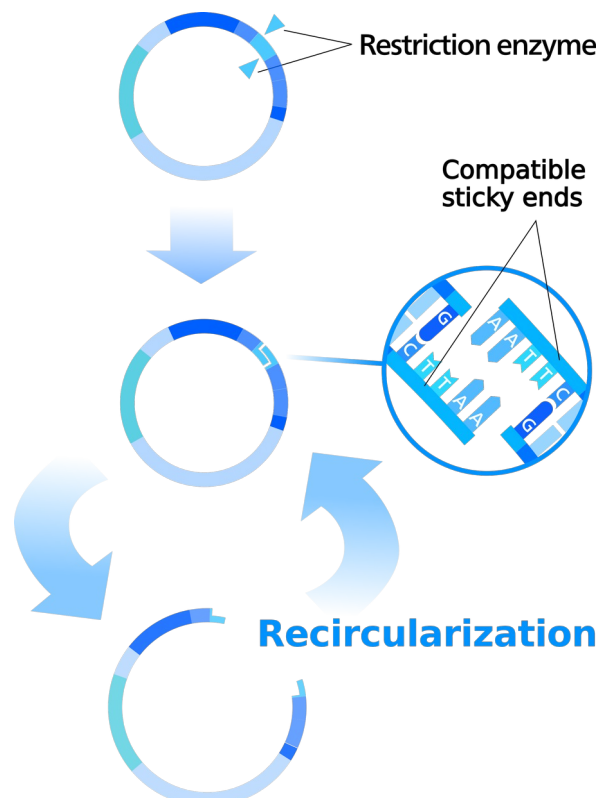 Restriction enzyme
Compatible
sticky ends
G
A
A
T
T
C
C
T
T
A
A
G
Recircularization